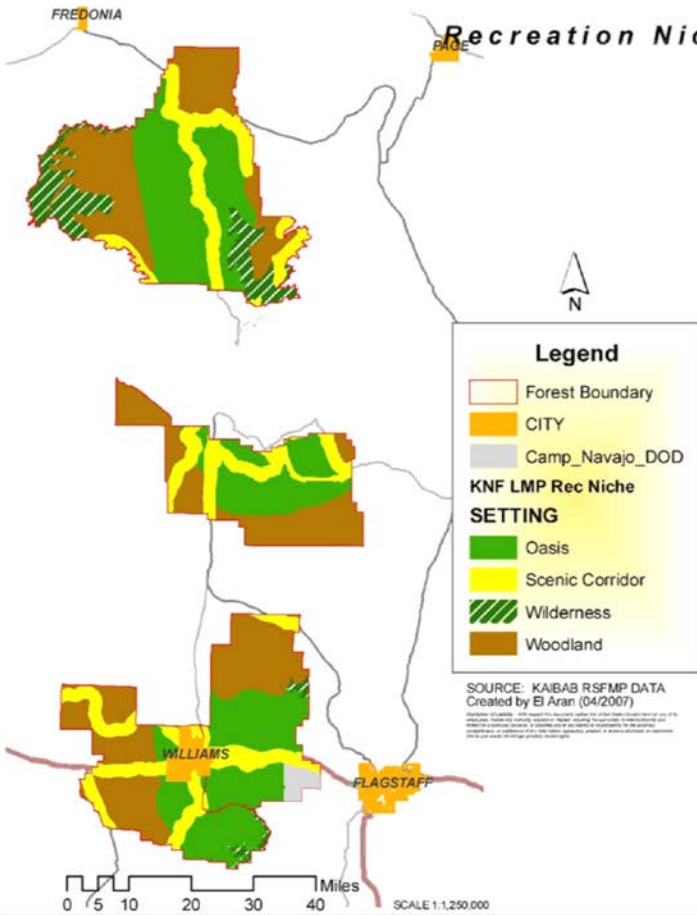 FREDONIA
Recreation Nic
PAGE
N
Legend
Forest Boundary
CITY
Camp_Navajo_DOD
KNF LMP Rec Niche
SETTING
Oasis
Scenic Corridor
Wilderness
Woodland
SOURCE: KAIBAB RSFMP DATA
Created by El Aran (04/2007)
WILLIAMS
FLAGSTAFF
Miles
0 5 10 20 30 40
SCALE 1:1,250,000